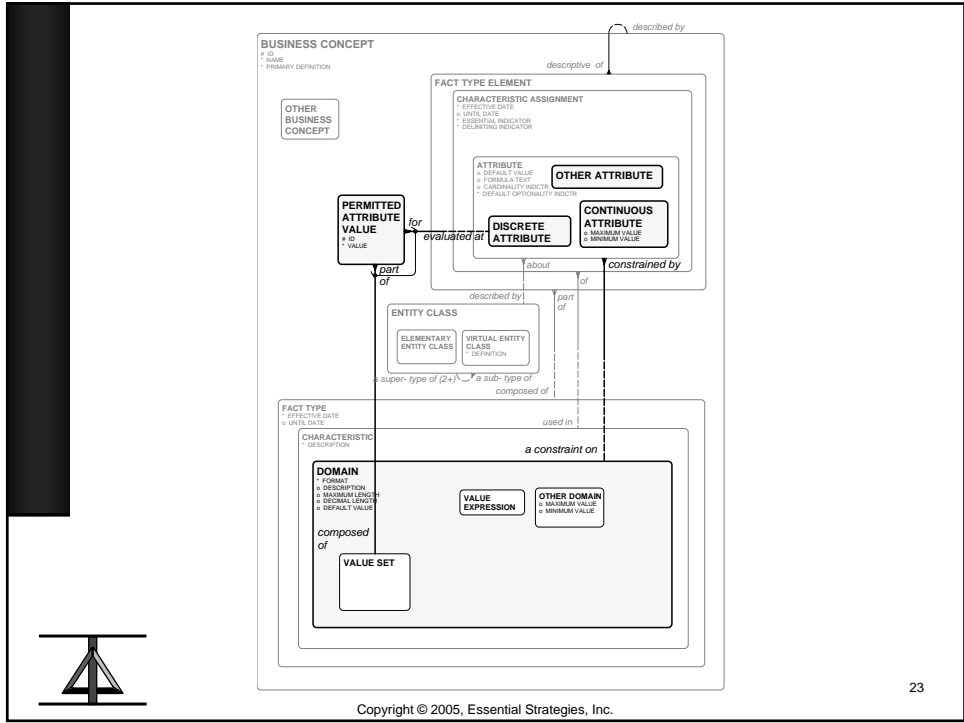 described by
BUSINESS CONCEPT
# ID
* NAME
* PRIMARY DEFINITION
descriptive of
FACT TYPE ELEMENT
CHARACTERISTIC ASSIGNMENT
* EFFECTIVE DATE
o UNTIL DATE
* ESSENTIAL INDICATOR
* DELIMITING INDICATOR
OTHER
BUSINESS
CONCEPT
ATTRIBUTE
o DEFAULT VALUE
o FORMULA TEXT
o CARDINALITY INDCTR
* DEFAULT OPTIONALITY INDCTR
OTHER ATTRIBUTE
PERMITTED
ATTRIBUTE
VALUE
# ID
* VALUE
for
evaluated at
DISCRETE
ATTRIBUTE
CONTINUOUS
ATTRIBUTE
o MAXIMUM VALUE
o MINIMUM VALUE
part
of
about
constrained by
of
described by
part
of
ENTITY CLASS
ELEMENTARY
ENTITY CLASS
VIRTUAL ENTITY
CLASS
* DEFINITION
a super- type of (2+)
a sub- type of
composed of
FACT TYPE
* EFFECTIVE DATE
o UNTIL DATE
used in
CHARACTERISTIC
* DESCRIPTION
a constraint on
DOMAIN
* FORMAT
o DESCRIPTION
o MAXIMUM LENGTH
o DECIMAL LENGTH
o DEFAULT VALUE
VALUE
EXPRESSION
OTHER DOMAIN
o MAXIMUM VALUE
o MINIMUM VALUE
composed
of
VALUE SET
23
Copyright © 2005, Essential Strategies, Inc.